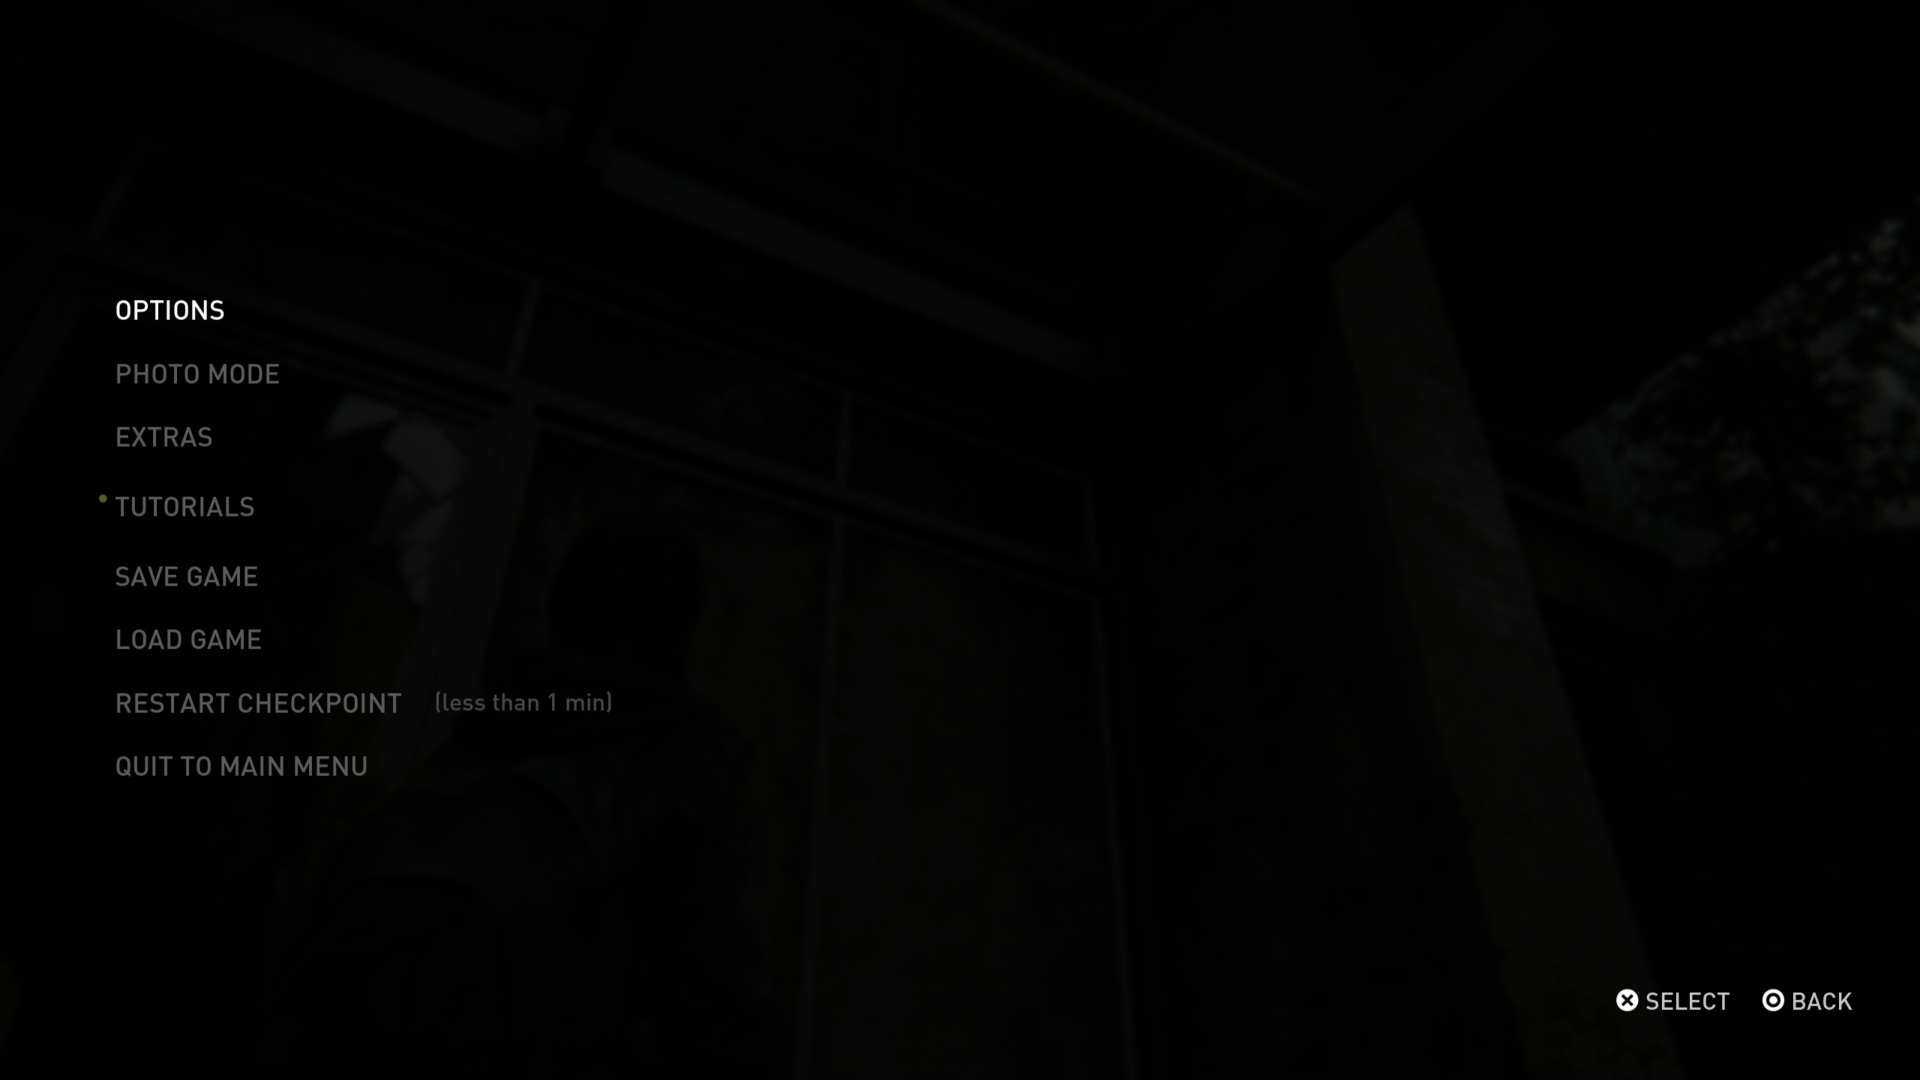 OPTIONS
PHOTO MODE
EXTRAS
TUTORIALS
SAVE GAME
LOAD GAME
RESTART CHECKPOINT (less than 1 min)
QUIT TO MAIN MENU
SELECT BACK